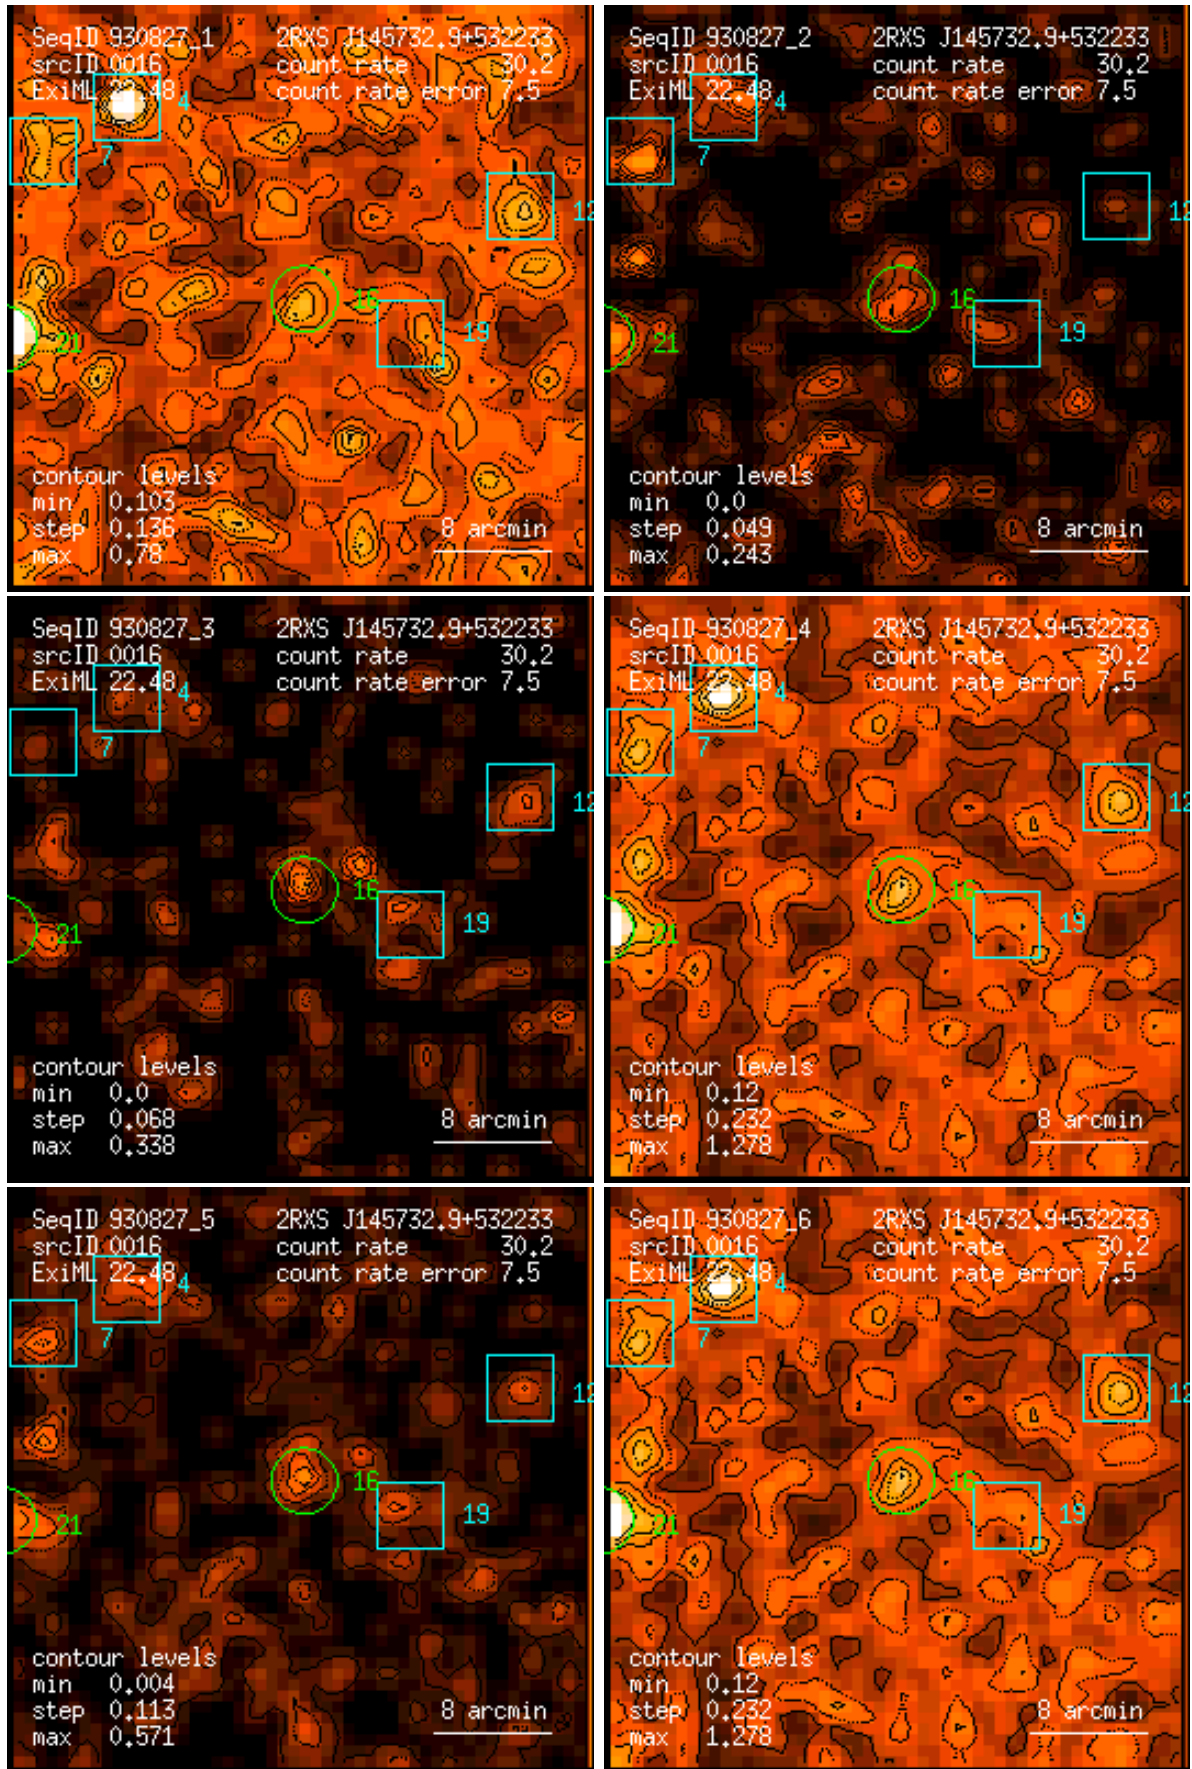 SeqID 930827_1 2RXS J145732.9+532233
srcID 0016 count rate 30.2
ExiML 22.48 count rate error 7.5
4
7
12
16
19
21
contour levels
min 0.103
step 0.136
max 0.78
8 arcmin
SeqID 930827_2 2RXS J145732.9+532233
srcID 0016 count rate 30.2
ExiML 22.48 count rate error 7.5
4
7
12
16
19
21
contour levels
min 0.0
step 0.049
max 0.243
8 arcmin
SeqID 930827_3 2RXS J145732.9+532233
srcID 0016 count rate 30.2
ExiML 22.48 count rate error 7.5
4
7
12
16
19
21
contour levels
min 0.0
step 0.068
max 0.338
8 arcmin
SeqID 930827_4 2RXS J145732.9+532233
srcID 0016 count rate 30.2
ExiML 22.48 count rate error 7.5
4
7
12
16
19
21
contour levels
min 0.12
step 0.232
max 1.278
8 arcmin
SeqID 930827_5 2RXS J145732.9+532233
srcID 0016 count rate 30.2
ExiML 22.48 count rate error 7.5
4
7
12
16
19
21
contour levels
min 0.004
step 0.113
max 0.571
8 arcmin
SeqID 930827_6 2RXS J145732.9+532233
srcID 0016 count rate 30.2
ExiML 22.48 count rate error 7.5
4
7
12
16
19
21
contour levels
min 0.12
step 0.232
max 1.278
8 arcmin